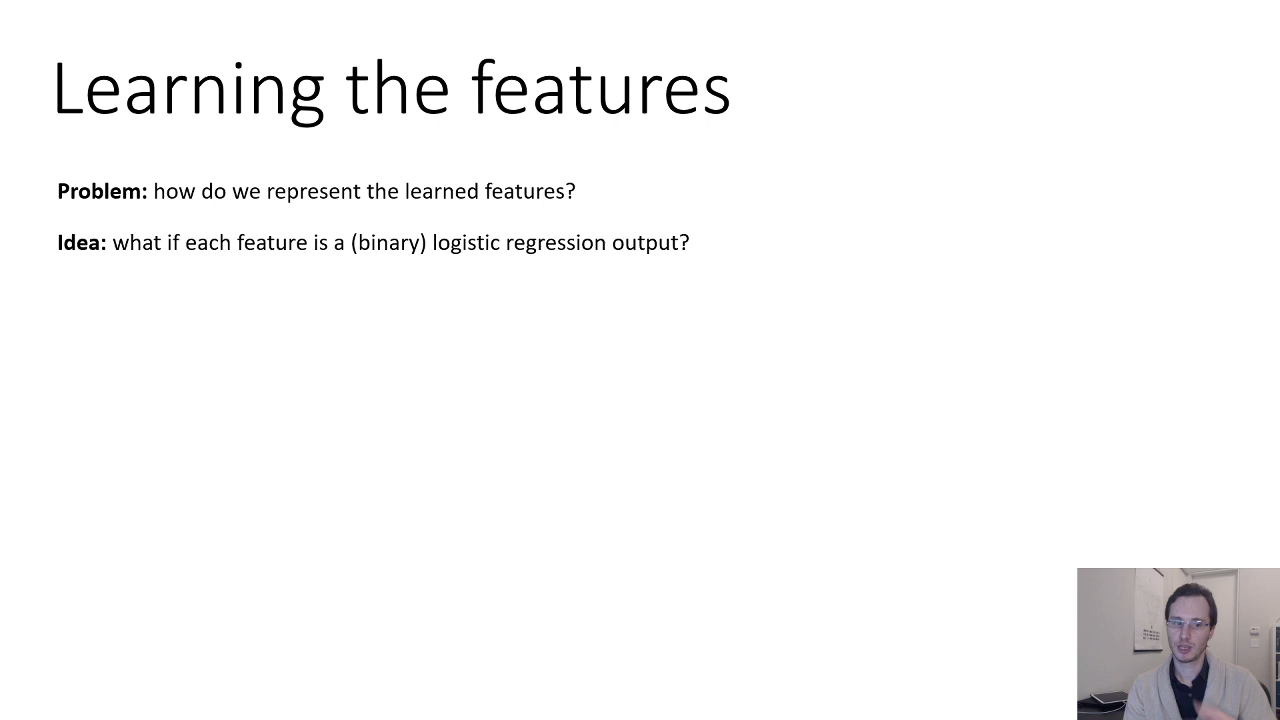 Learning the features
Problem: how do we represent the learned features?
Idea: what if each feature is a (binary) logistic regression output?